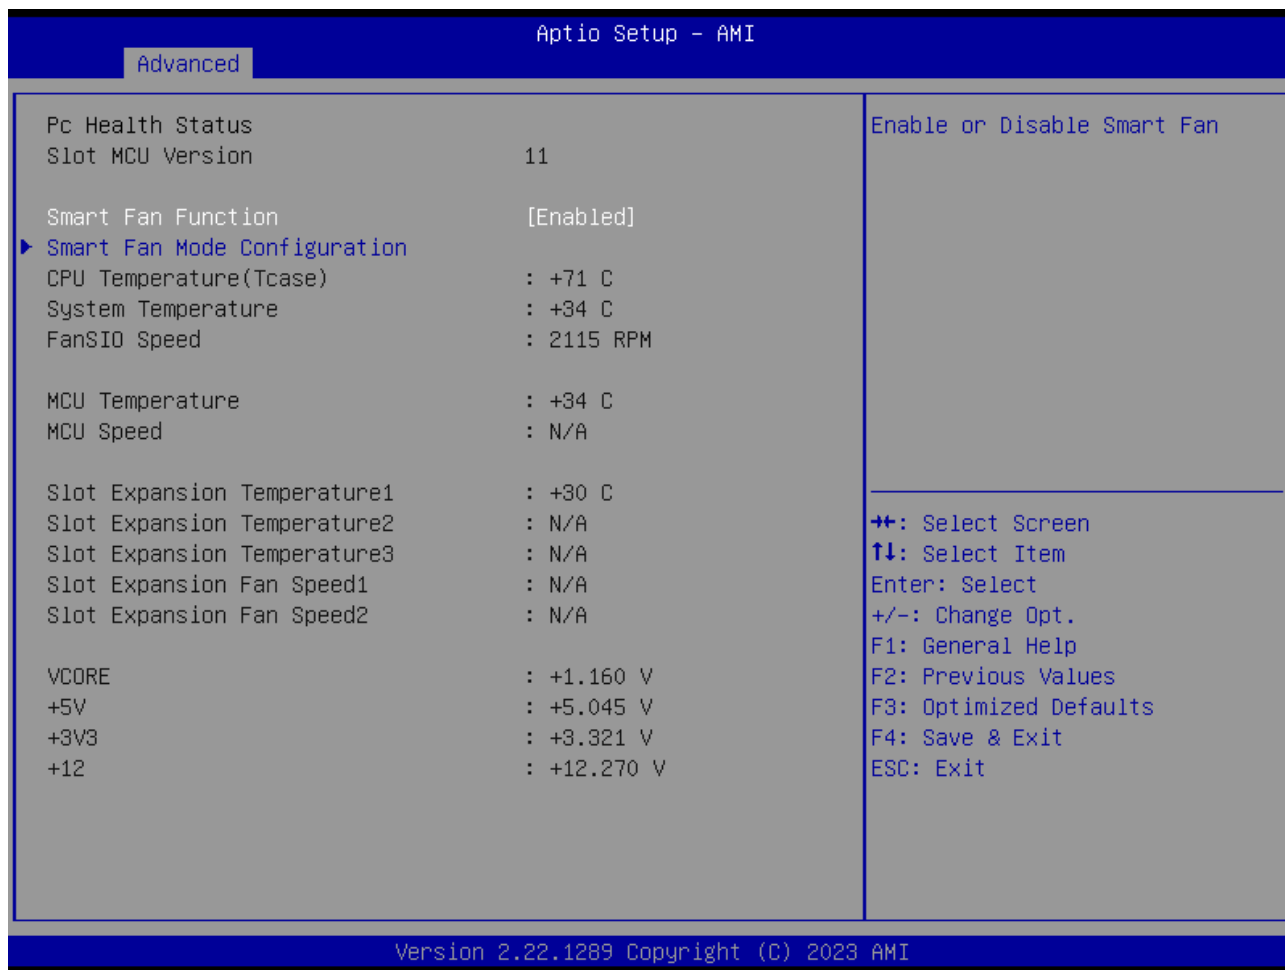 Aptio Setup - AMI
Advanced
Pc Health Status
Slot MCU Version 11
Smart Fan Function [Enabled]
Smart Fan Mode Configuration
CPU Temperature(Tcase) : +71 C
System Temperature : +34 C
FanSIO Speed : 2115 RPM
MCU Temperature : +34 C
MCU Speed : N/A
Slot Expansion Temperature1 : +30 C
Slot Expansion Temperature2 : N/A
Slot Expansion Temperature3 : N/A
Slot Expansion Fan Speed1 : N/A
Slot Expansion Fan Speed2 : N/A
VCORE : +1.160 V
+5V : +5.045 V
+3V3 : +3.321 V
+12 : +12.270 V
Enable or Disable Smart Fan
→←: Select Screen
↑↓: Select Item
Enter: Select
+/-: Change Opt.
F1: General Help
F2: Previous Values
F3: Optimized Defaults
F4: Save & Exit
ESC: Exit
Version 2.22.1289 Copyright (C) 2023 AMI